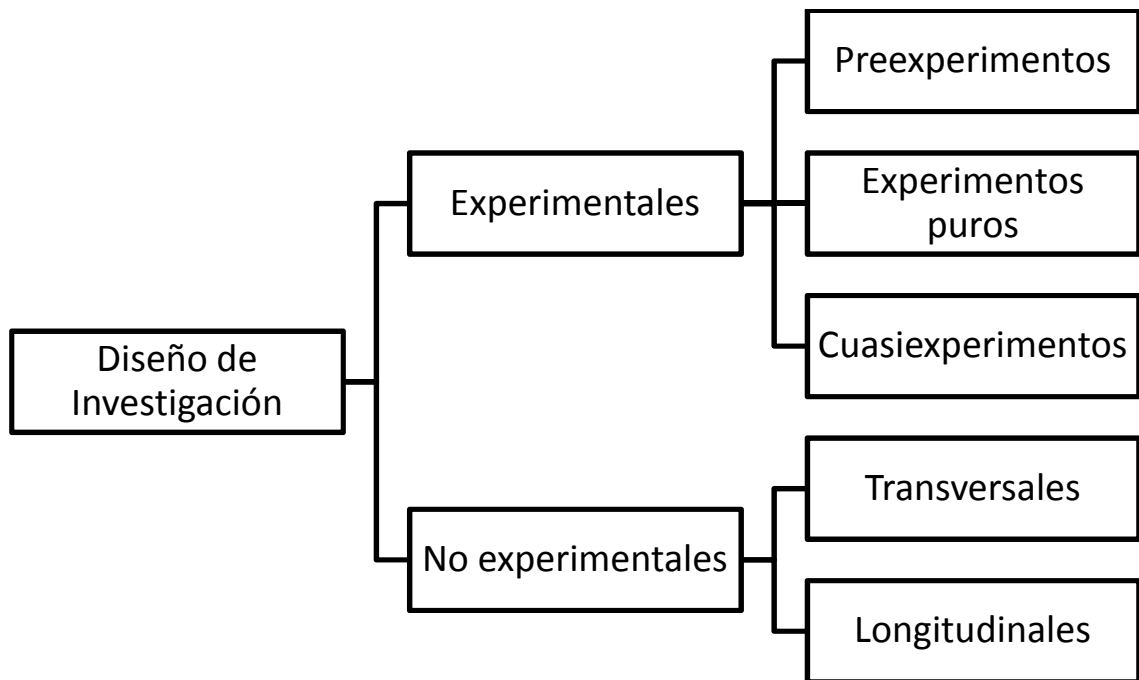 Preexperimentos
Experimentales
Experimentos
puros
Cuasiexperimentos
Diseño de
Investigación
Transversales
No experimentales
Longitudinales